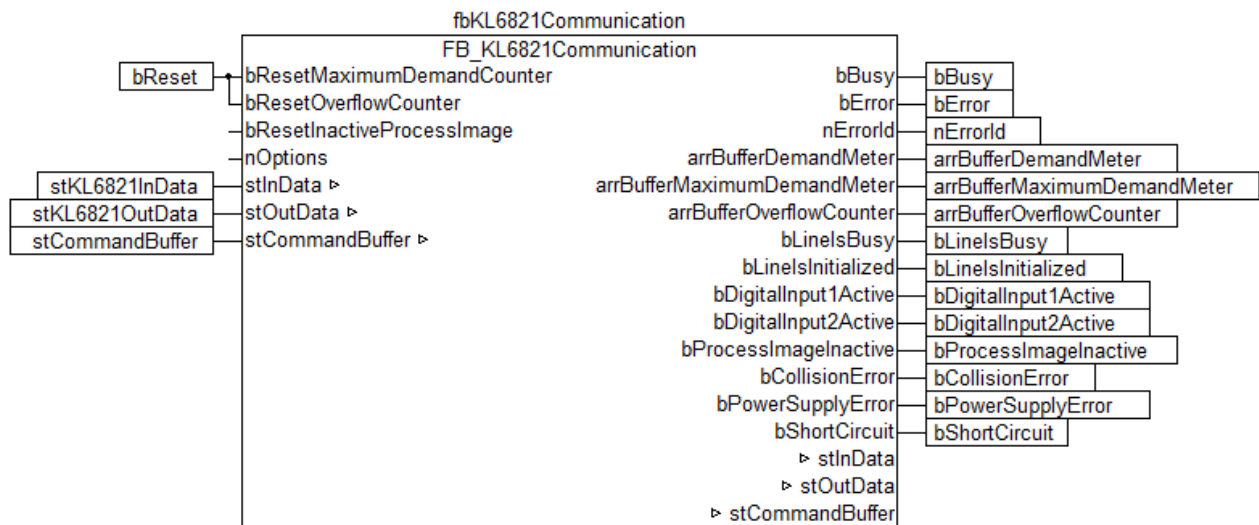 fbKL6821Communication
FB_KL6821Communication
bReset bResetMaximumDemandCounter bBusy bBusy
bResetOverflowCounter bError bError
bResetInactiveProcessImage nErrorId nErrorId
nOptions arrBufferDemandMeter arrBufferDemandMeter
stKL6821InData stInData arrBufferMaximumDemandMeter arrBufferMaximumDemandMeter
stKL6821OutData stOutData arrBufferOverflowCounter arrBufferOverflowCounter
stCommandBuffer stCommandBuffer bLineIsBusy bLineIsBusy
bLineIsInitialized bLineIsInitialized
bDigitalInput1Active bDigitalInput1Active
bDigitalInput2Active bDigitalInput2Active
bProcessImageInactive bProcessImageInactive
bCollisionError bCollisionError
bPowerSupplyError bPowerSupplyError
bShortCircuit bShortCircuit
stInData
stOutData
stCommandBuffer